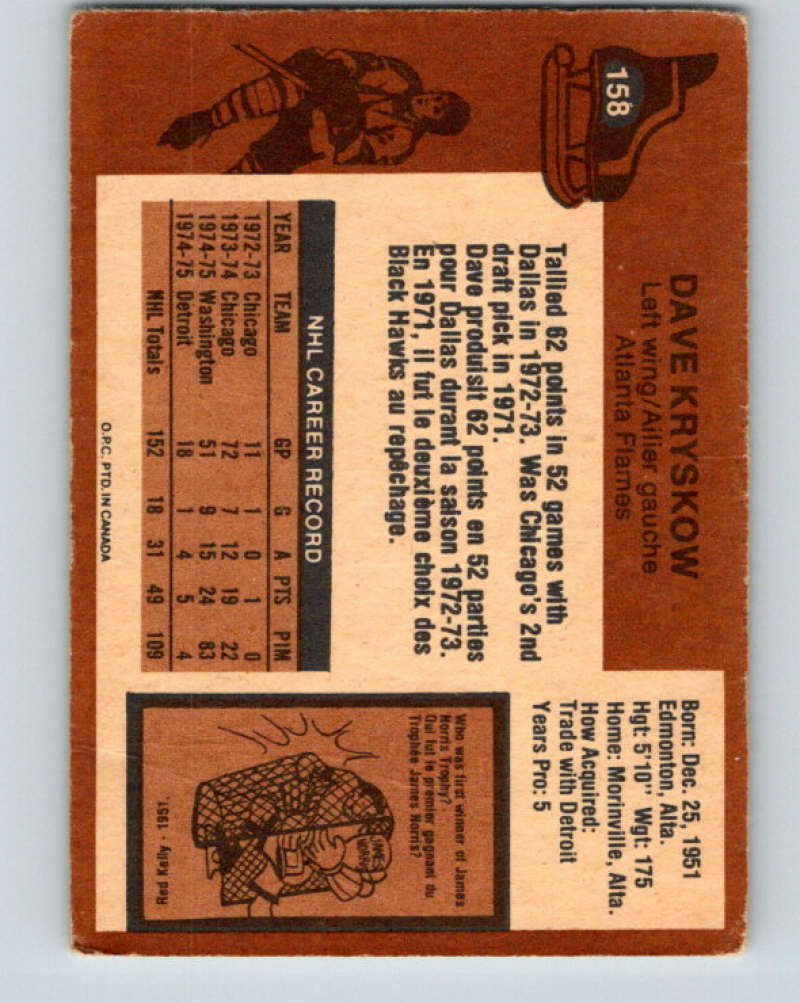 158
DAVE KRYSKOW
Left wing/Ailier gauche
Atlanta Flames
Born: Dec. 25, 1951
Edmonton, Alta.
Hgt: 5'10" Wgt: 175
Home: Morinville, Alta.
How Acquired:
Trade with Detroit
Years Pro: 5
Tallied 62 points in 52 games with
Dallas in 1972-73. Was Chicago's 2nd
draft pick in 1971.
Dave produisit 62 points en 52 parties
pour Dallas durant la saison 1972-73.
En 1971, il fut le deuxième choix des
Black Hawks au repêchage.
NHL CAREER RECORD
YEAR TEAM GP G A PTS PIM
1972-73 Chicago 11 1 0 1 0
1973-74 Chicago 72 7 12 19 22
1974-75 Washington 51 9 15 24 83
1974-75 Detroit 18 1 4 5 4
NHL Totals 152 18 31 49 109
Who was first winner of James
Norris Trophy?
Qui fut le premier gagnant du
Trophée James Norris?
Red Kelly - 1951.
O.P.C. PTD. IN CANADA